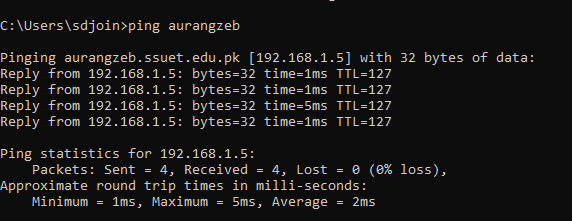 C:\Users\sdjoin>ping aurangzeb
Pinging aurangzeb.ssuet.edu.pk [192.168.1.5] with 32 bytes of data:
Reply from 192.168.1.5: bytes=32 time=1ms TTL=127
Reply from 192.168.1.5: bytes=32 time=1ms TTL=127
Reply from 192.168.1.5: bytes=32 time=5ms TTL=127
Reply from 192.168.1.5: bytes=32 time=1ms TTL=127
Ping statistics for 192.168.1.5:
    Packets: Sent = 4, Received = 4, Lost = 0 (0% loss),
Approximate round trip times in milli-seconds:
    Minimum = 1ms, Maximum = 5ms, Average = 2ms